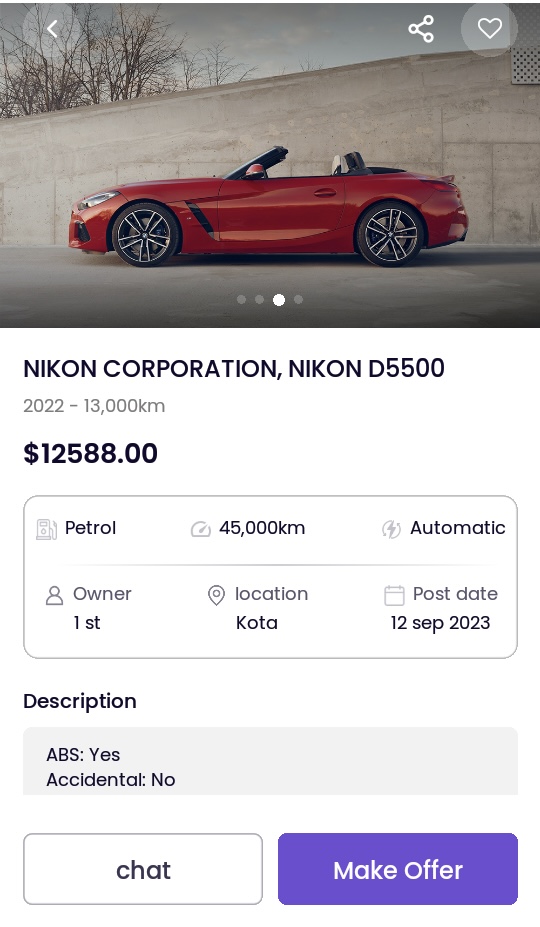 NIKON CORPORATION, NIKON D5500
2022 - 13,000km
$12588.00
Petrol 45,000km Automatic
Owner location Post date
1 st Kota 12 sep 2023
Description
ABS: Yes
Accidental: No
chat Make Offer